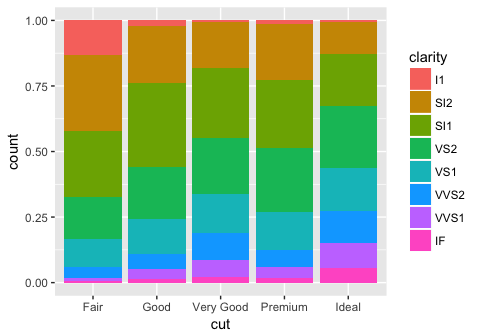 1.00
0.75
0.50
0.25
0.00
count
Fair Good Very Good Premium Ideal
cut
clarity
I1
SI2
SI1
VS2
VS1
VVS2
VVS1
IF